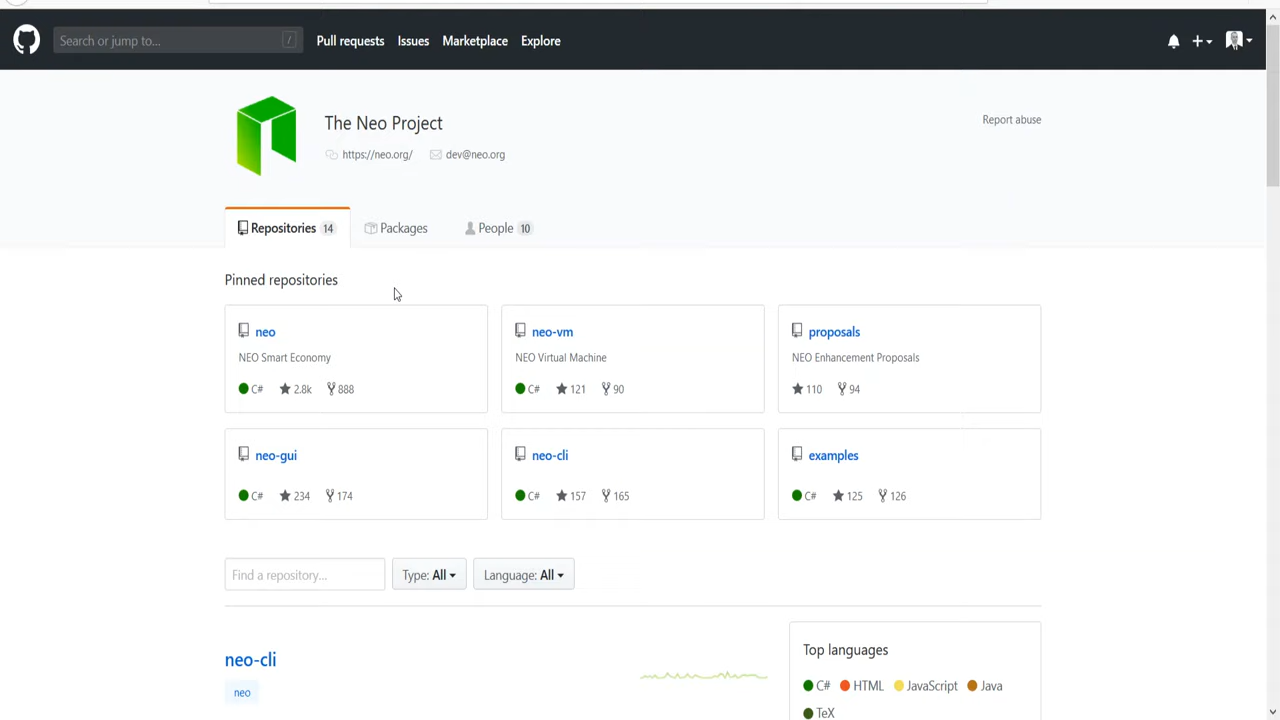 Search or jump to... / Pull requests Issues Marketplace Explore
The Neo Project
Report abuse
https://neo.org/ dev@neo.org
Repositories 14 Packages People 10
Pinned repositories
neo
NEO Smart Economy
C# 2.8k 888
neo-vm
NEO Virtual Machine
C# 121 90
proposals
NEO Enhancement Proposals
110 94
neo-gui
C# 234 174
neo-cli
C# 157 165
examples
C# 125 126
Find a repository... Type: All Language: All
neo-cli
neo
Top languages
C# HTML JavaScript Java
TeX